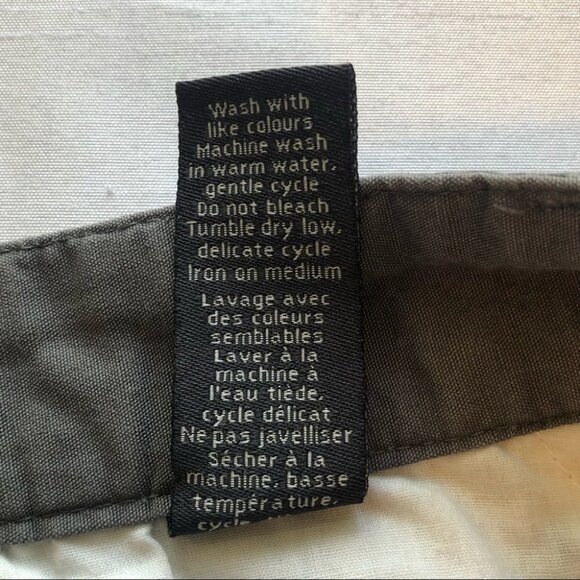 Wash with
like colours
Machine wash
in warm water,
gentle cycle
Do not bleach
Tumble dry low,
delicate cycle
Iron on medium
Lavage avec
des coleurs
semblables
Laver à la
machine à
l'eau tiède,
cycle délicat
Ne pas javelliser
Sécher à la
machine, basse
température,